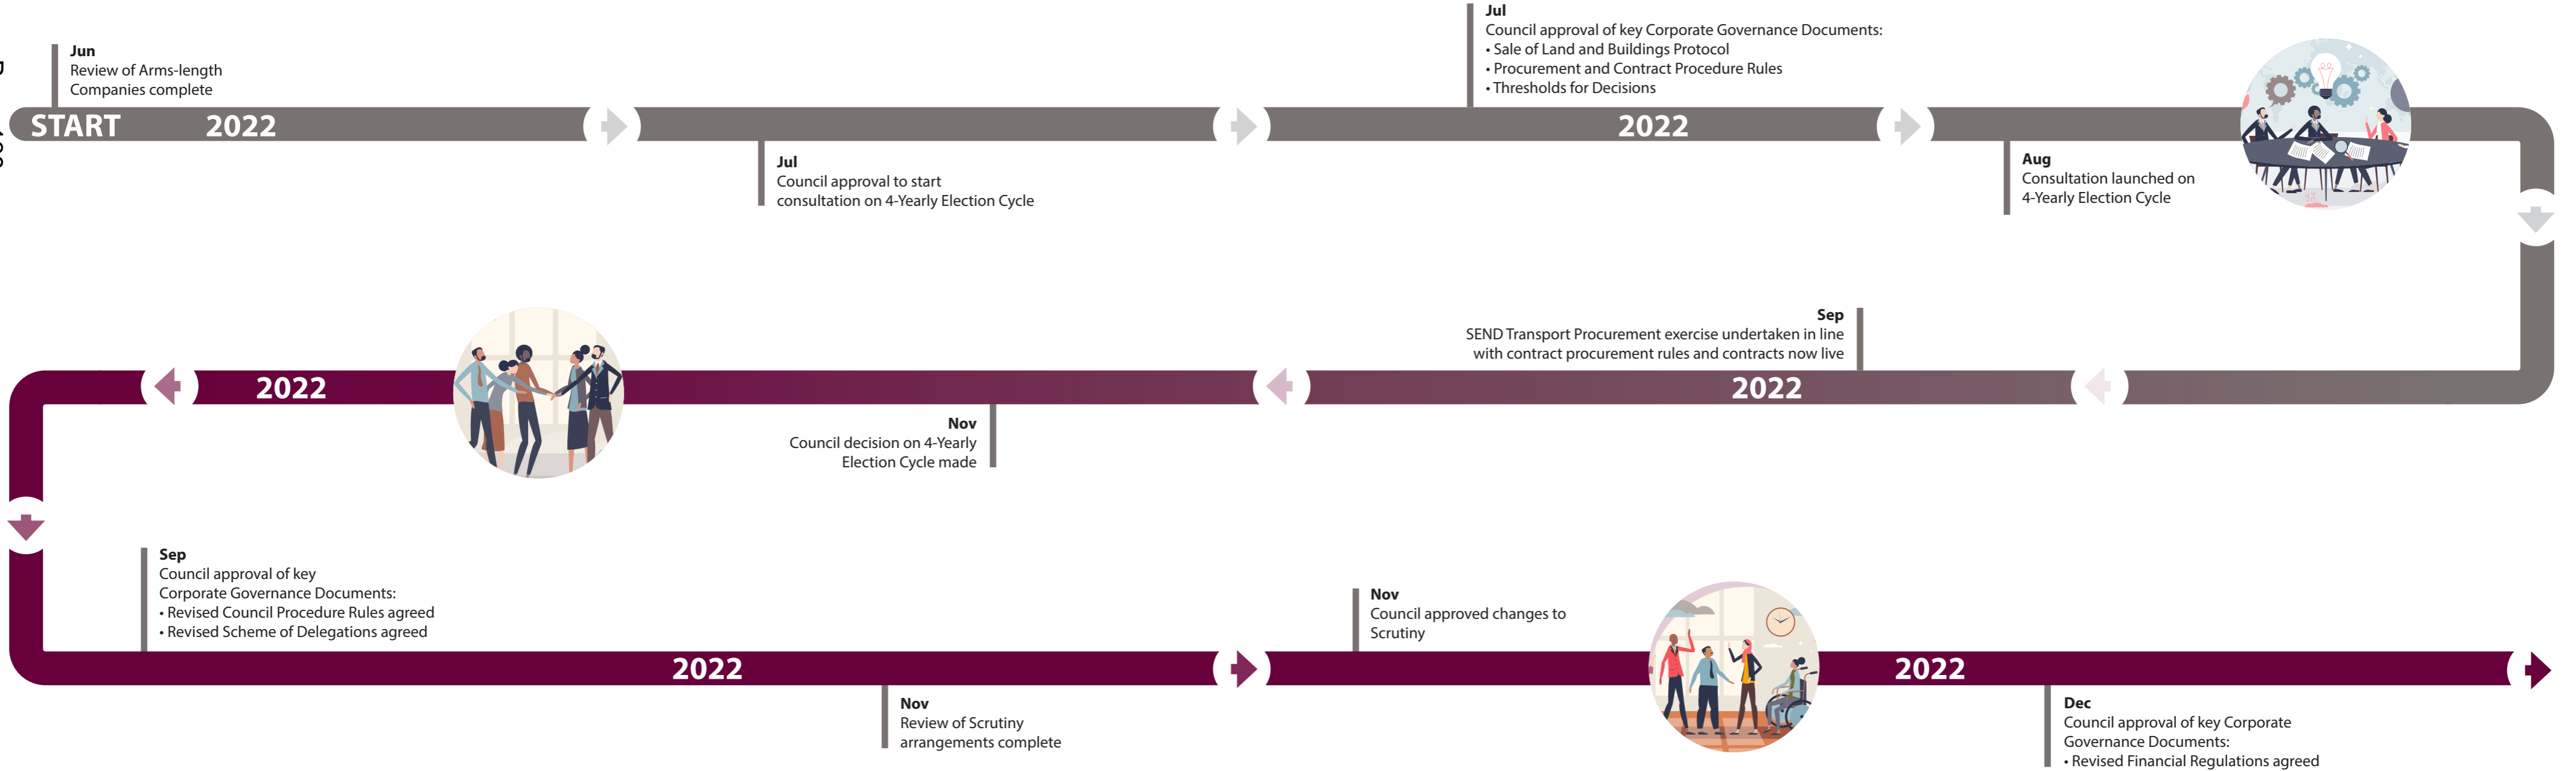 Jun
Review of Arms-length
Companies complete
START 2022
Jul
Council approval to start
consultation on 4-Yearly Election Cycle
Jul
Council approval of key Corporate Governance Documents:
• Sale of Land and Buildings Protocol
• Procurement and Contract Procedure Rules
• Thresholds for Decisions
2022
Aug
Consultation launched on
4-Yearly Election Cycle
Sep
SEND Transport Procurement exercise undertaken in line
with contract procurement rules and contracts now live
2022
Nov
Council decision on 4-Yearly
Election Cycle made
2022
Sep
Council approval of key
Corporate Governance Documents:
• Revised Council Procedure Rules agreed
• Revised Scheme of Delegations agreed
2022
Nov
Review of Scrutiny
arrangements complete
Nov
Council approved changes to
Scrutiny
2022
Dec
Council approval of key Corporate
Governance Documents:
• Revised Financial Regulations agreed